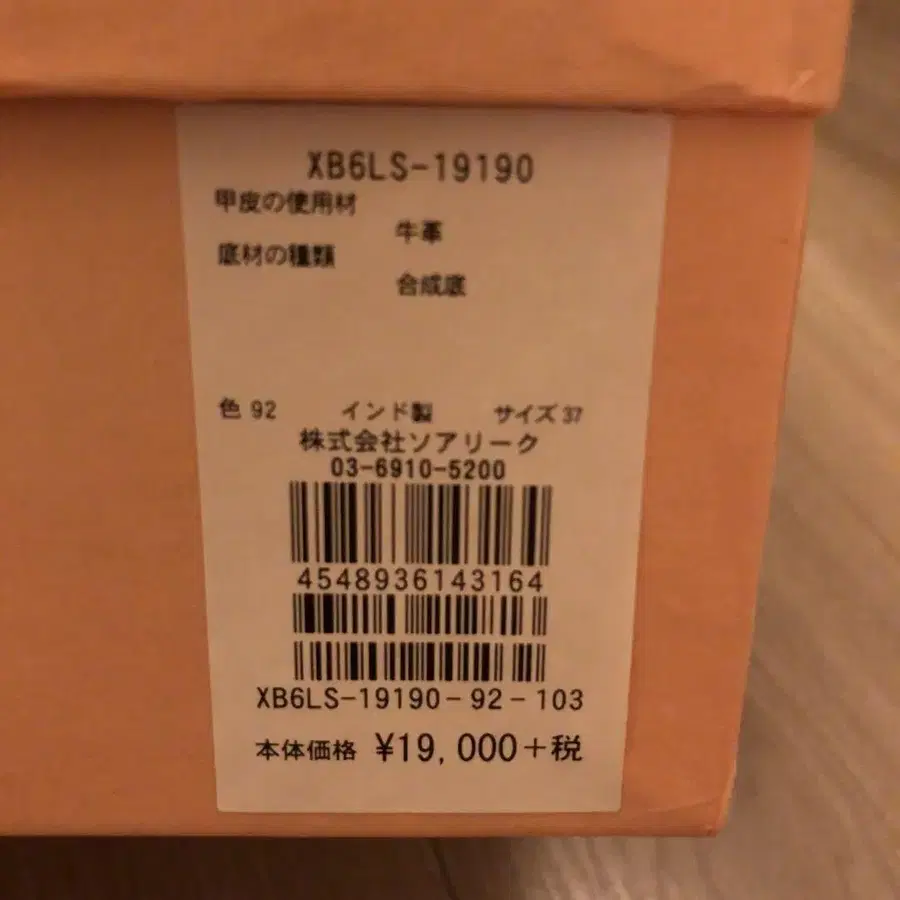 XB6LS-19190
甲皮の使用材
牛革
底材の種類
合成底
色 92 インド製 サイズ 37
株式会社ソアリーク
03-6910-5200
4548936143164
XB6LS-19190-92-103
本体価格 ¥19,000+税